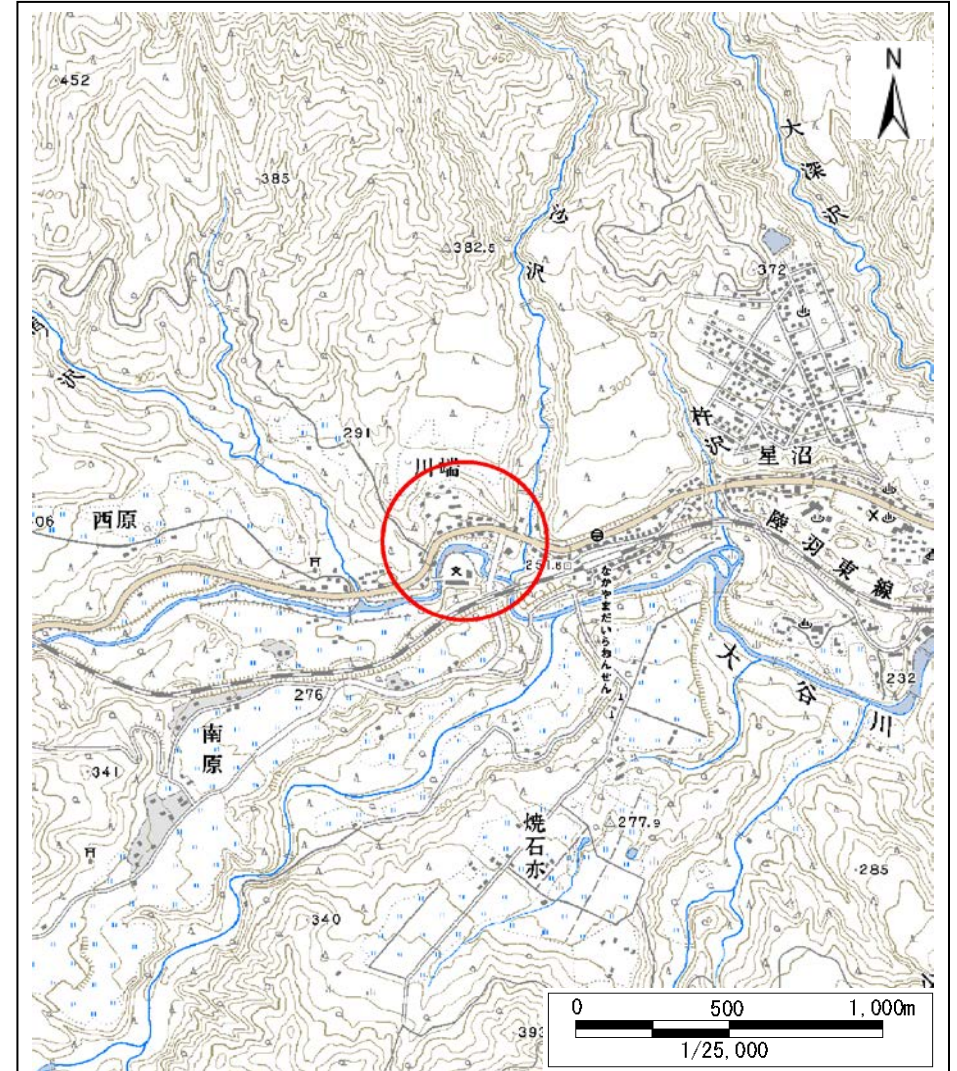 452
N
大深沢
385
400
382.5
沙沢
372
300
沢
杵沢
291
川端
星沼
06
西原
陸羽東線
251.6
なかやまだいらおんせん
大谷川
232
276
南原
341
焼石亦
277.9
285
340
393
0 500 1,000m
1/25,000